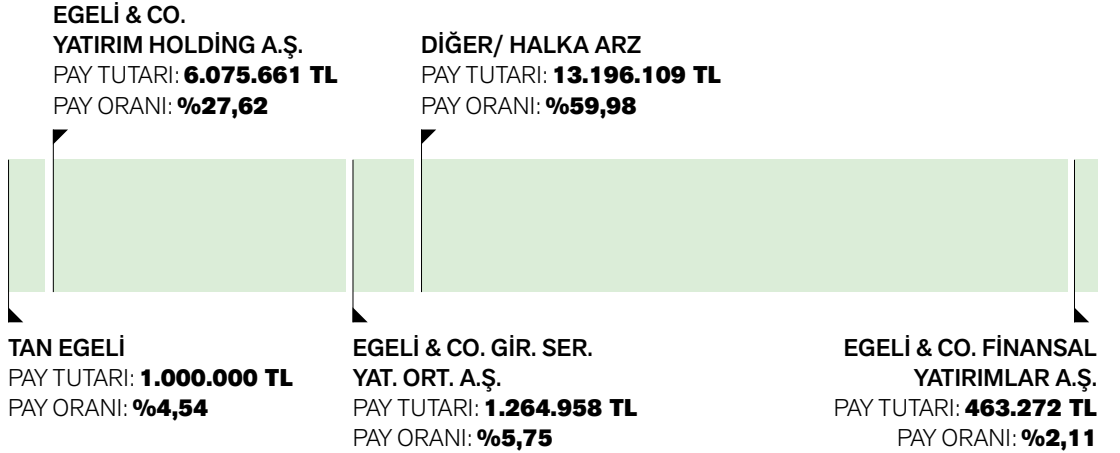 EGELİ & CO.
YATIRIM HOLDİNG A.Ş.
PAY TUTARI: 6.075.661 TL
PAY ORANI: %27,62
DİĞER/ HALKA ARZ
PAY TUTARI: 13.196.109 TL
PAY ORANI: %59,98
TAN EGELİ
PAY TUTARI: 1.000.000 TL
PAY ORANI: %4,54
EGELİ & CO. GİR. SER.
YAT. ORT. A.Ş.
PAY TUTARI: 1.264.958 TL
PAY ORANI: %5,75
EGELİ & CO. FİNANSAL
YATIRIMLAR A.Ş.
PAY TUTARI: 463.272 TL
PAY ORANI: %2,11